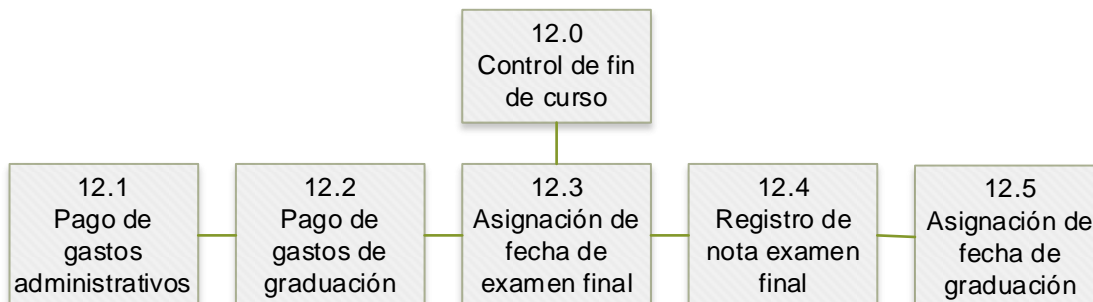 12.0
Control de fin
de curso
12.1
Pago de
gastos
administrativos
12.2
Pago de
gastos de
graduación
12.3
Asignación de
fecha de
examen final
12.4
Registro de
nota examen
final
12.5
Asignación de
fecha de
graduación